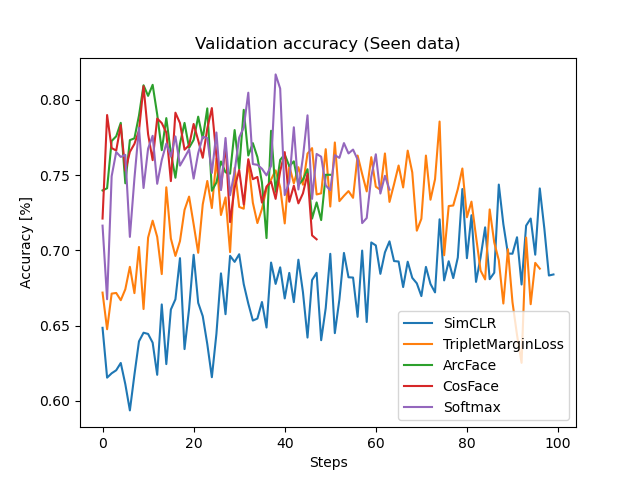 Validation accuracy (Seen data)
Accuracy [%]
0.80
0.75
0.70
0.65
0.60
0
20
40
60
80
100
Steps
SimCLR
TripletMarginLoss
ArcFace
CosFace
Softmax